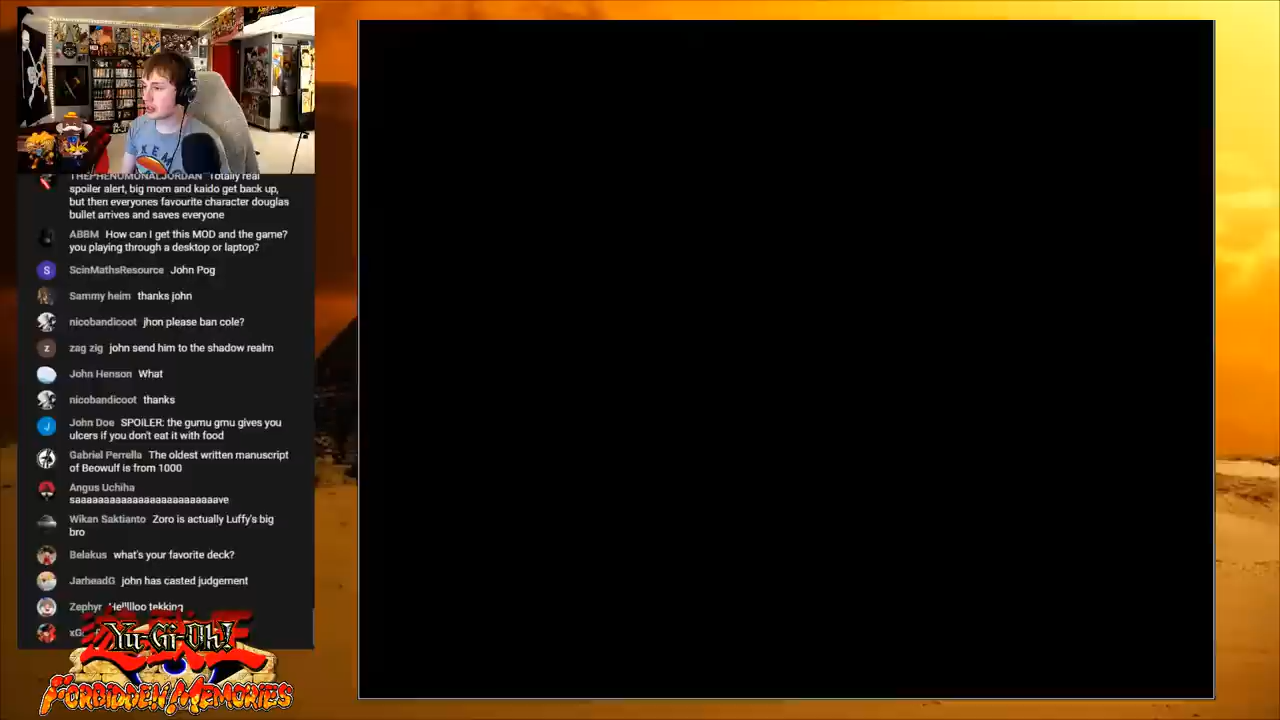 THEPHENOMONALJORDAN Totally real
spoiler alert, big mom and kaido get back up,
but then everyones favourite character douglas
bullet arrives and saves everyone
ABBM How can I get this MOD and the game?
you playing through a desktop or laptop?
S ScinMathsResource John Pog
Sammy heim thanks john
nicobandicoot jhon please ban cole?
z zag zig john send him to the shadow realm
John Henson What
nicobandicoot thanks
J John Doe SPOILER: the gumu gmu gives you
ulcers if you don't eat it with food
Gabriel Perrella The oldest written manuscript
of Beowulf is from 1000
Angus Uchiha
saaaaaaaaaaaaaaaaaaaaaaaaave
Wikan Saktianto Zoro is actually Luffy's big
bro
Belakus what's your favorite deck?
JarheadG john has casted judgement
Zephyr Hellllloo tekking
Yu-Gi-Oh!
FORBIDDEN MEMORIES